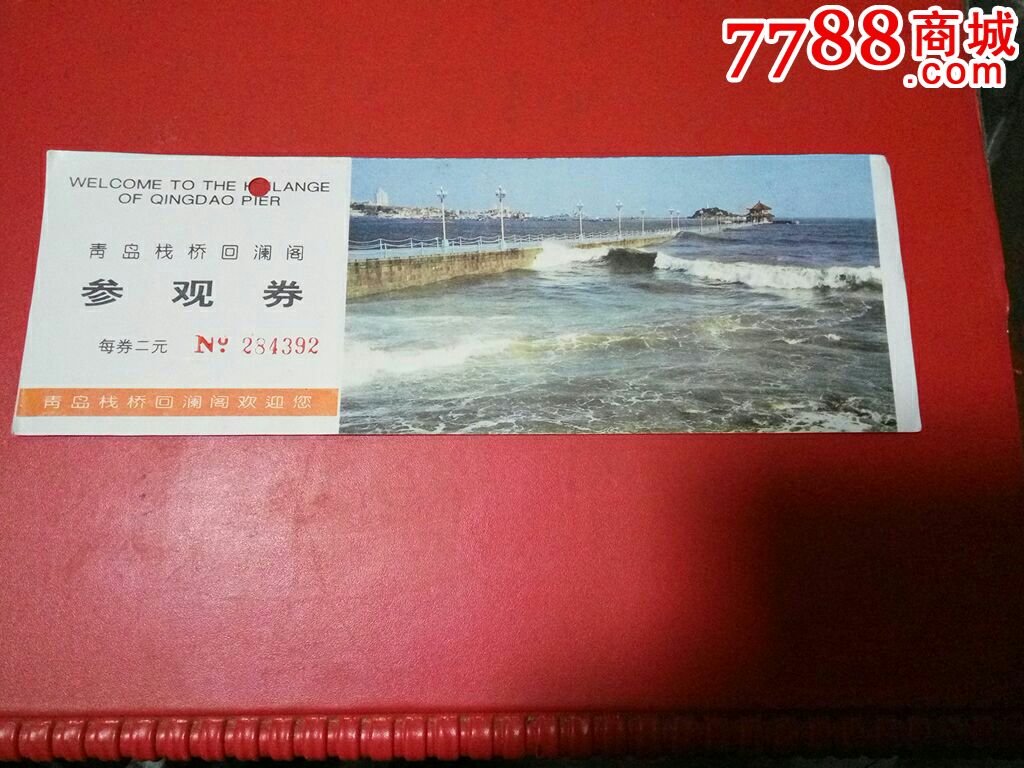 7788商城
.com
WELCOME TO THE H LANGE
OF QINGDAO PIER
青岛栈桥回澜阁
参观券
每券二元 No. 284392
青岛栈桥回澜阁欢迎您